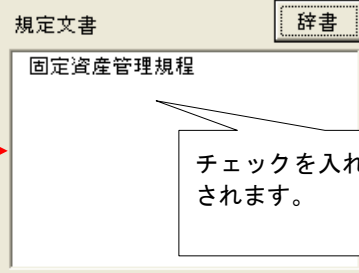 規定文書
辞書
固定資産管理規程
チェックを入れ
されます。